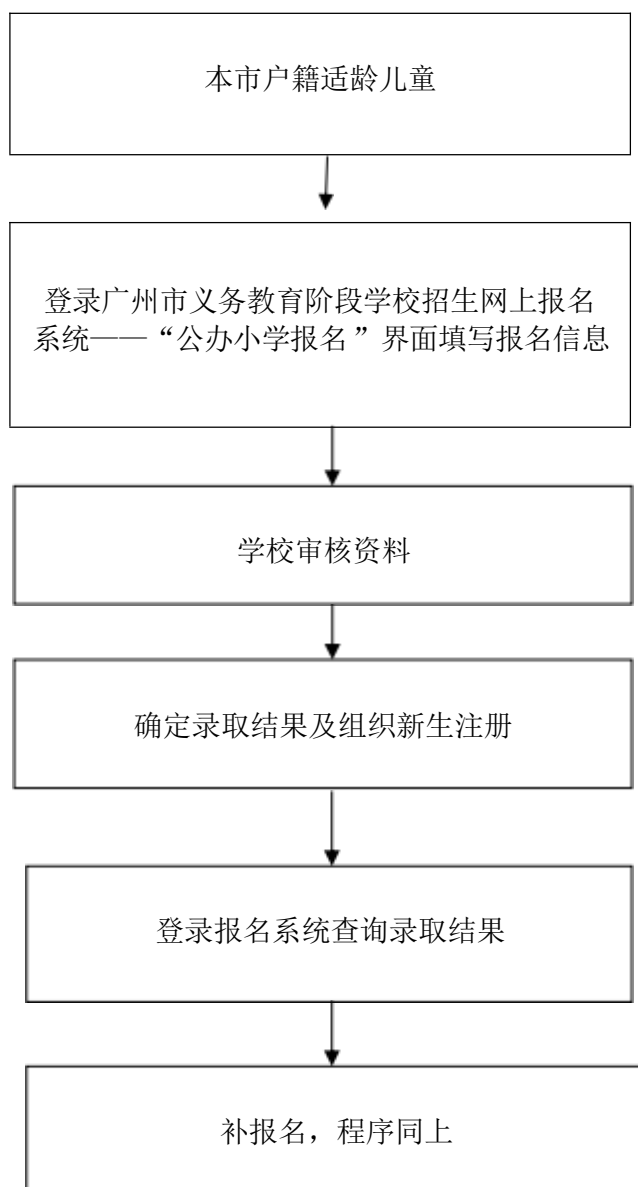 本市户籍适龄儿童
登录广州市义务教育阶段学校招生网上报名
系统——“公办小学报名”界面填写报名信息
学校审核资料
确定录取结果及组织新生注册
登录报名系统查询录取结果
补报名，程序同上